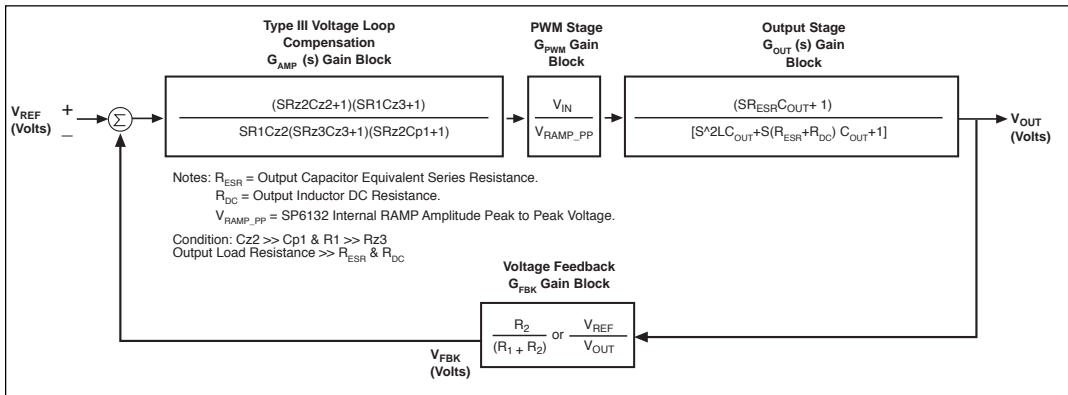 Type III Voltage Loop
Compensation
G_AMP (s) Gain Block
PWM Stage
G_PWM Gain
Block
Output Stage
G_OUT (s) Gain
Block
V_REF
(Volts)
+
–
Σ
(SRz2Cz2+1)(SR1Cz3+1)
SR1Cz2(SRz3Cz3+1)(SRz2Cp1+1)
V_IN
V_RAMP_PP
(SR_ESRC_OUT+ 1)
[S^2LC_OUT+S(R_ESR+R_DC) C_OUT+1]
V_OUT
(Volts)
Notes: R_ESR = Output Capacitor Equivalent Series Resistance.
R_DC = Output Inductor DC Resistance.
V_RAMP_PP = SP6132 Internal RAMP Amplitude Peak to Peak Voltage.
Condition: Cz2 >> Cp1 & R1 >> Rz3
Output Load Resistance >> R_ESR & R_DC
Voltage Feedback
G_FBK Gain Block
R_2
(R_1 + R_2)
or
V_REF
V_OUT
V_FBK
(Volts)